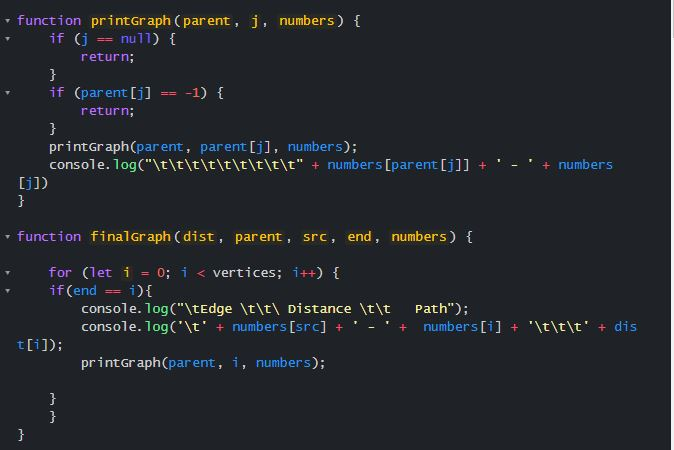 function printGraph(parent, j, numbers) {
    if (j == null) {
        return;
    }
    if (parent[j] == -1) {
        return;
    }
    printGraph(parent, parent[j], numbers);
    console.log("\t\t\t\t\t\t\t\t\t" + numbers[parent[j]] + ' - ' + numbers
[j])
}

function finalGraph(dist, parent, src, end, numbers) {

    for (let i = 0; i < vertices; i++) {
    if(end == i){
        console.log("\tEdge \t\t\ Distance \t\t   Path");
        console.log('\t' + numbers[src] + ' - ' +  numbers[i] + '\t\t\t' + dis
t[i]);
        printGraph(parent, i, numbers);

    }
    }
}